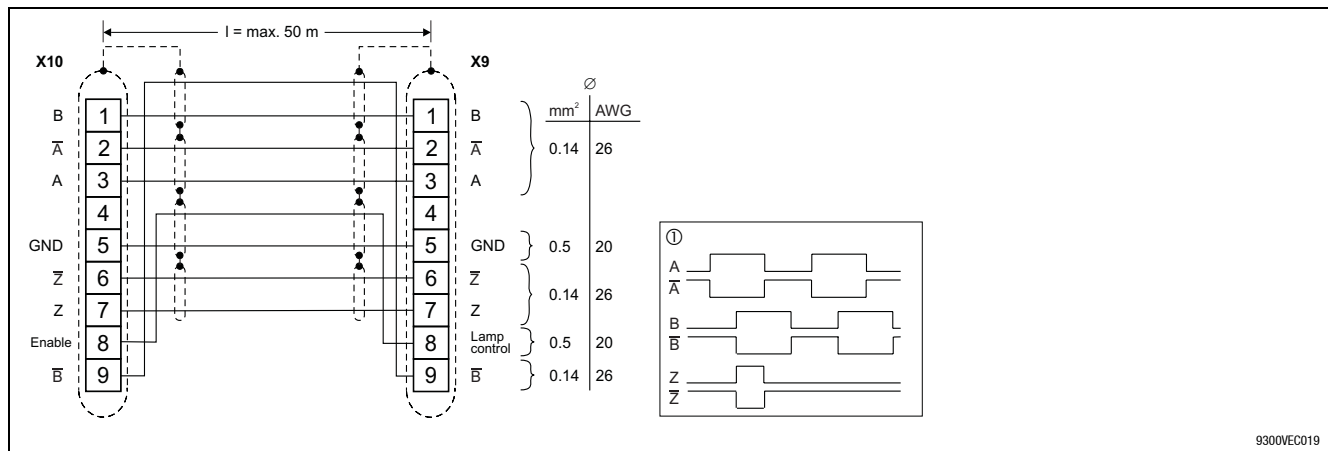 l = max. 50 m
X10
X9
∅
mm² AWG
B 1 1 B
A̅ 2 2 A̅ 0.14 26
A 3 3 A
4 4
GND 5 5 GND 0.5 20
Z̅ 6 6 Z̅
0.14 26
Z 7 7 Z
Enable 8 8 Lamp control 0.5 20
B̅ 9 9 B̅ 0.14 26
①
A
A̅
B
B̅
Z
Z̅
9300VEC019